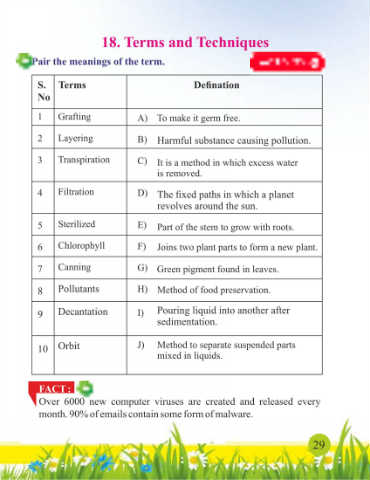 18. Terms and Techniques
Pair the meanings of the term.
S. No Terms Defination
1 Grafting A) To make it germ free.
2 Layering B) Harmful substance causing pollution.
3 Transpiration C) It is a method in which excess water
is removed.
4 Filtration D) The fixed paths in which a planet
revolves around the sun.
5 Sterilized E) Part of the stem to grow with roots.
6 Chlorophyll F) Joins two plant parts to form a new plant.
7 Canning G) Green pigment found in leaves.
8 Pollutants H) Method of food preservation.
9 Decantation I) Pouring liquid into another after
sedimentation.
10 Orbit J) Method to separate suspended parts
mixed in liquids.
FACT :
Over 6000 new computer viruses are created and released every
month. 90% of emails contain some form of malware.
29